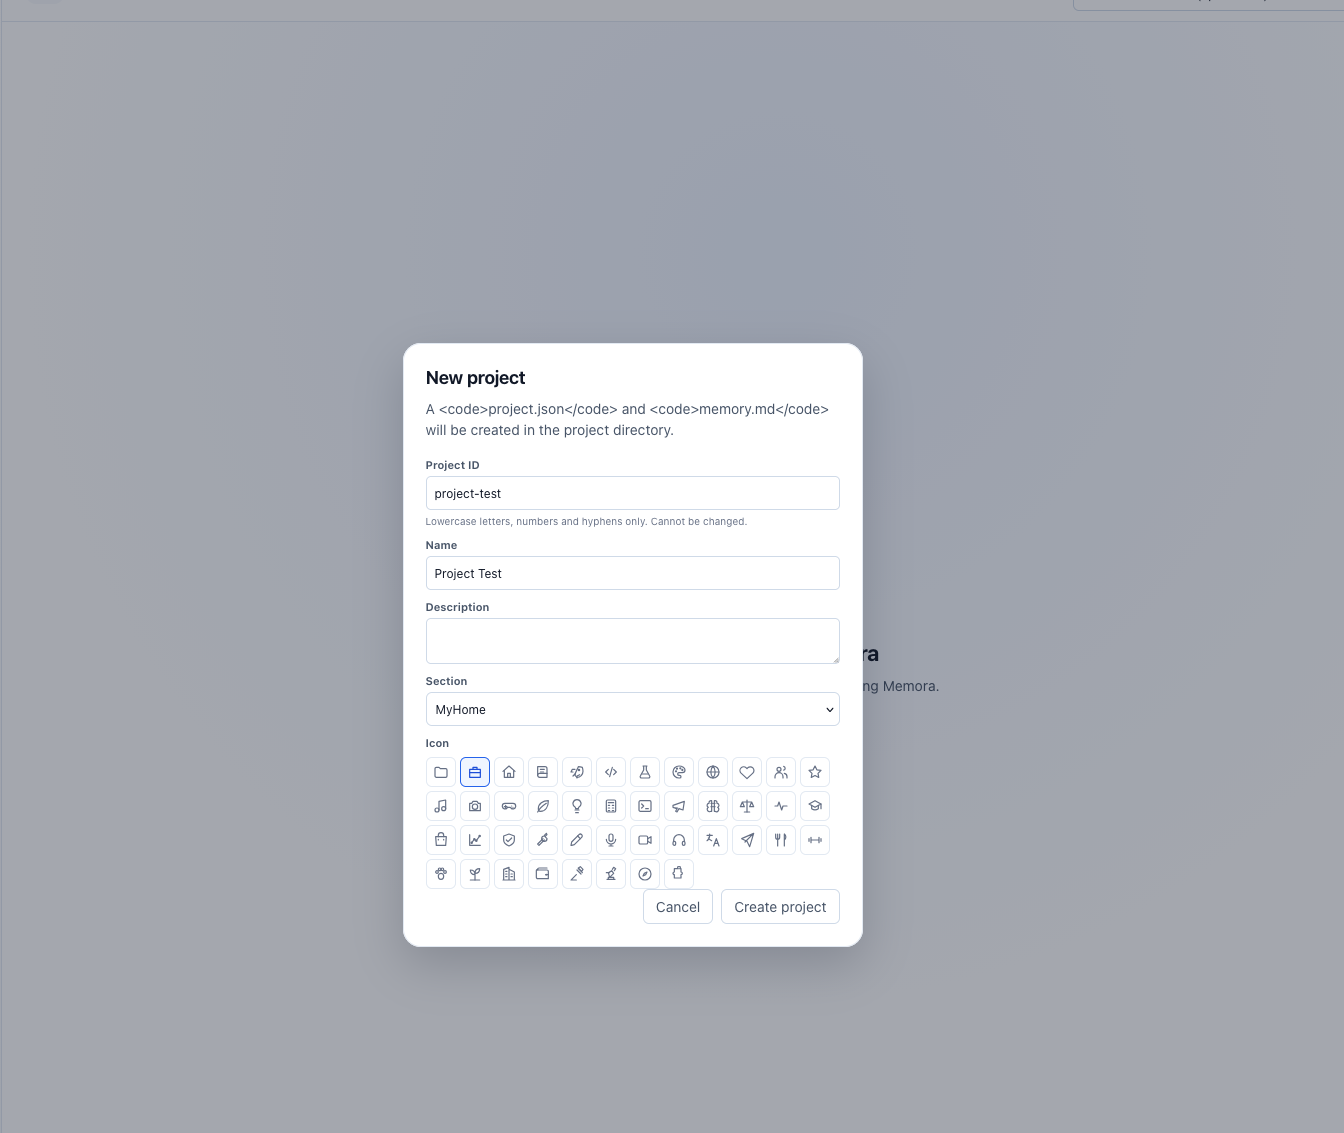 New project
A <code>project.json</code> and <code>memory.md</code>
will be created in the project directory.
Project ID
project-test
Lowercase letters, numbers and hyphens only. Cannot be changed.
Name
Project Test
Description
ra
Section
ng Memora.
MyHome
Icon
Cancel
Create project